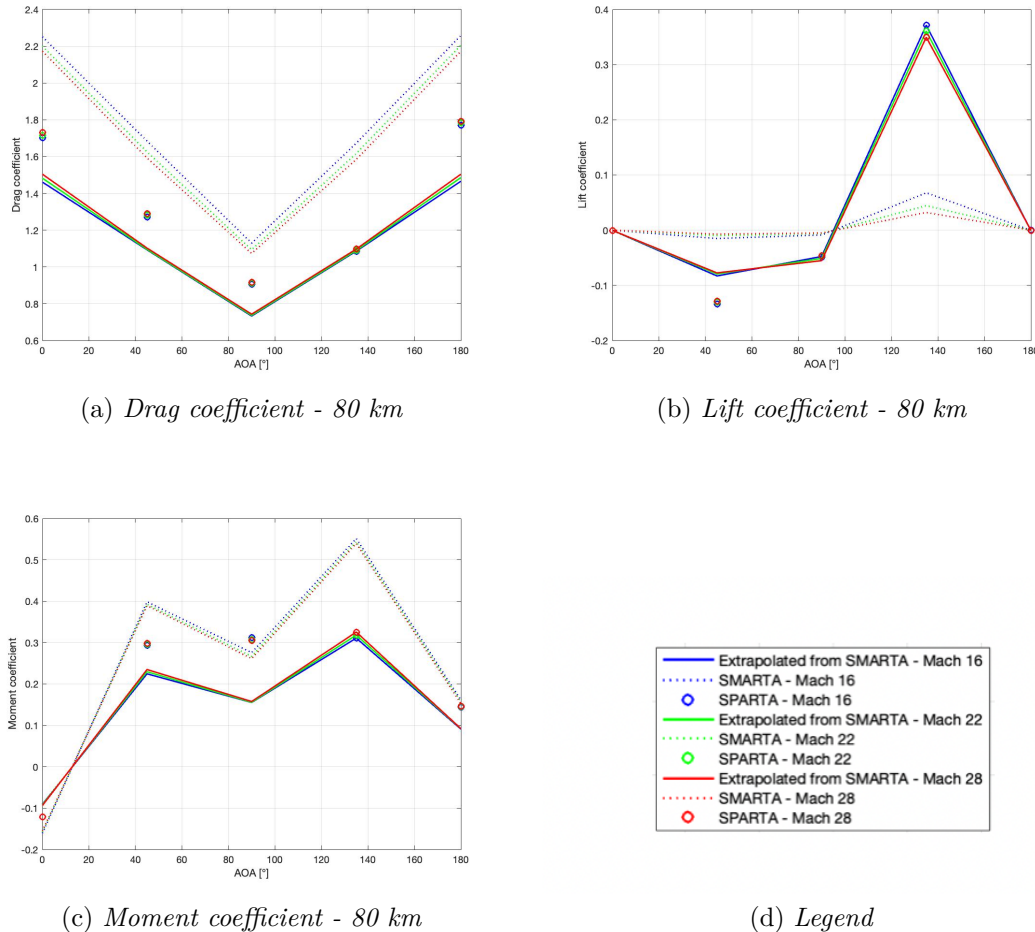 2.4
2.2
2
1.8
1.6
1.4
1.2
1
0.8
0.6
Drag coefficient
0 20 40 60 80 100 120 140 160 180
AOA [°]
(a) Drag coefficient - 80 km
0.4
0.3
0.2
0.1
0
-0.1
-0.2
Lift coefficient
0 20 40 60 80 100 120 140 160 180
AOA [°]
(b) Lift coefficient - 80 km
0.6
0.5
0.4
0.3
0.2
0.1
0
-0.1
-0.2
Moment coefficient
0 20 40 60 80 100 120 140 160 180
AOA [°]
(c) Moment coefficient - 80 km
Extrapolated from SMARTA - Mach 16
SMARTA - Mach 16
SPARTA - Mach 16
Extrapolated from SMARTA - Mach 22
SMARTA - Mach 22
SPARTA - Mach 22
Extrapolated from SMARTA - Mach 28
SMARTA - Mach 28
SPARTA - Mach 28
(d) Legend